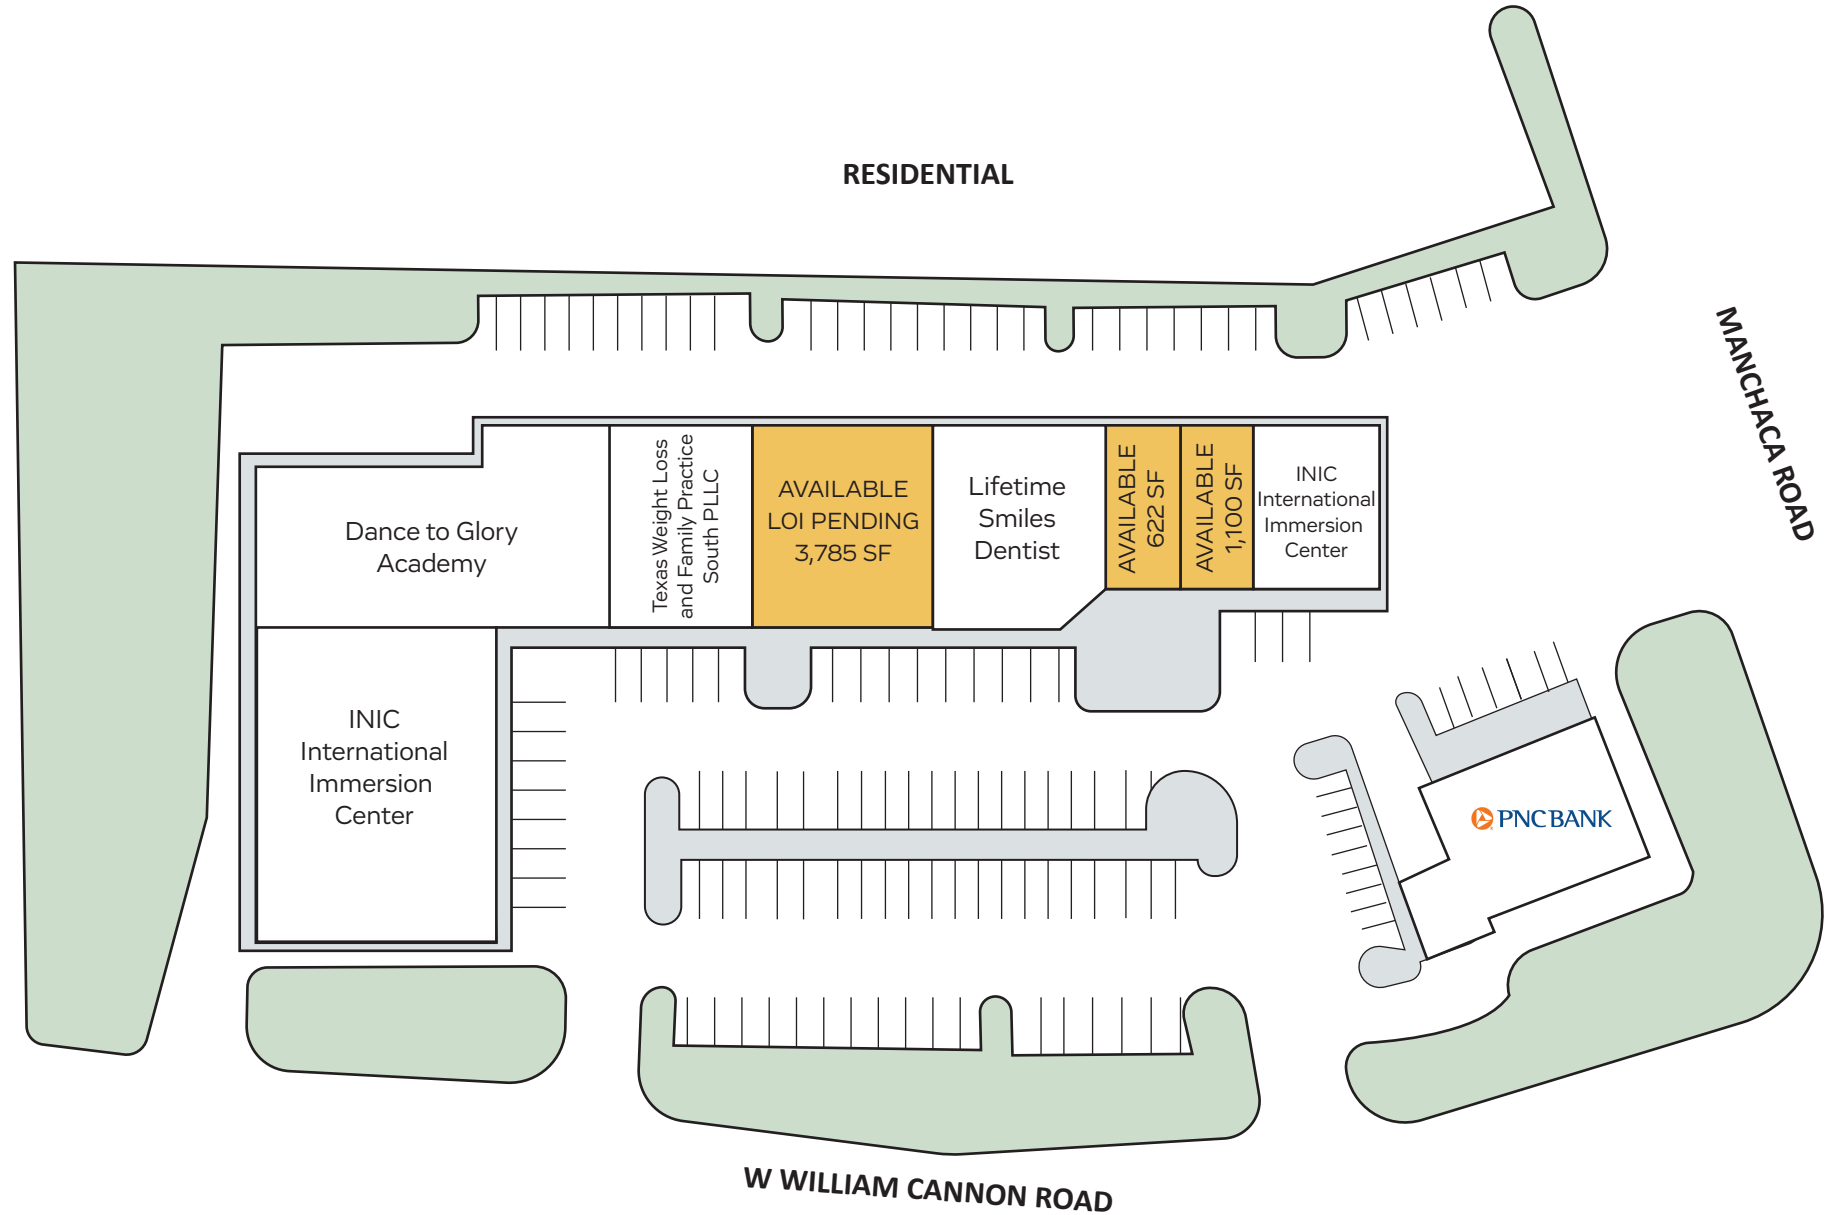 RESIDENTIAL
MANCHACA ROAD
Dance to Glory
Academy
Texas Weight Loss
and Family Practice
South PLLC
AVAILABLE
LOI PENDING
3,785 SF
Lifetime
Smiles
Dentist
AVAILABLE
622 SF
AVAILABLE
1,100 SF
INIC
International
Immersion
Center
INIC
International
Immersion
Center
PNC BANK
W WILLIAM CANNON ROAD